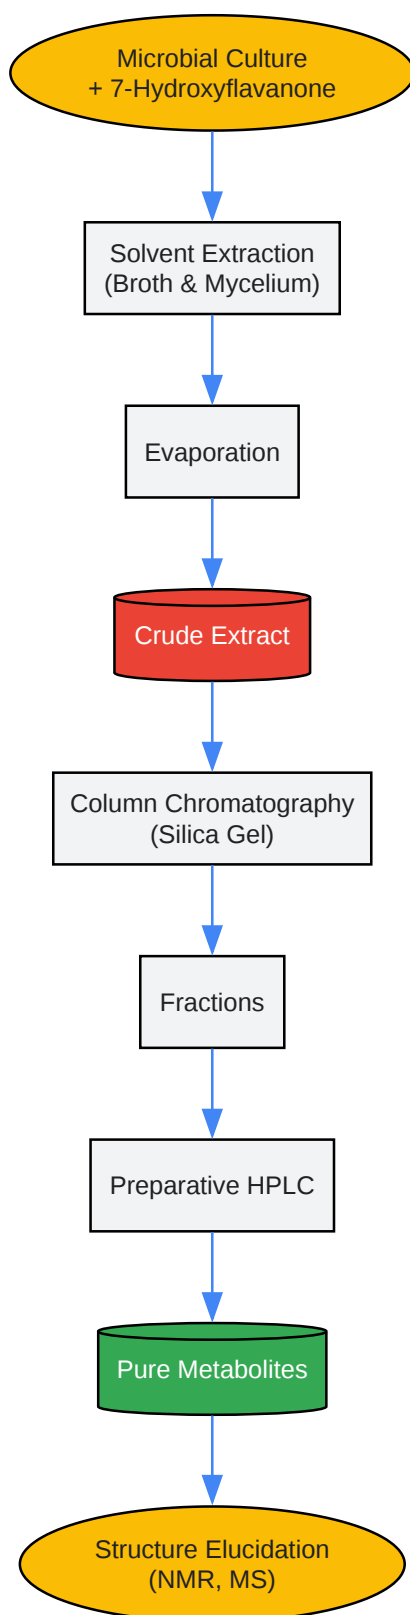 Microbial Culture
+ 7-Hydroxyflavanone
Solvent Extraction
(Broth & Mycelium)
Evaporation
Crude Extract
Column Chromatography
(Silica Gel)
Fractions
Preparative HPLC
Pure Metabolites
Structure Elucidation
(NMR, MS)